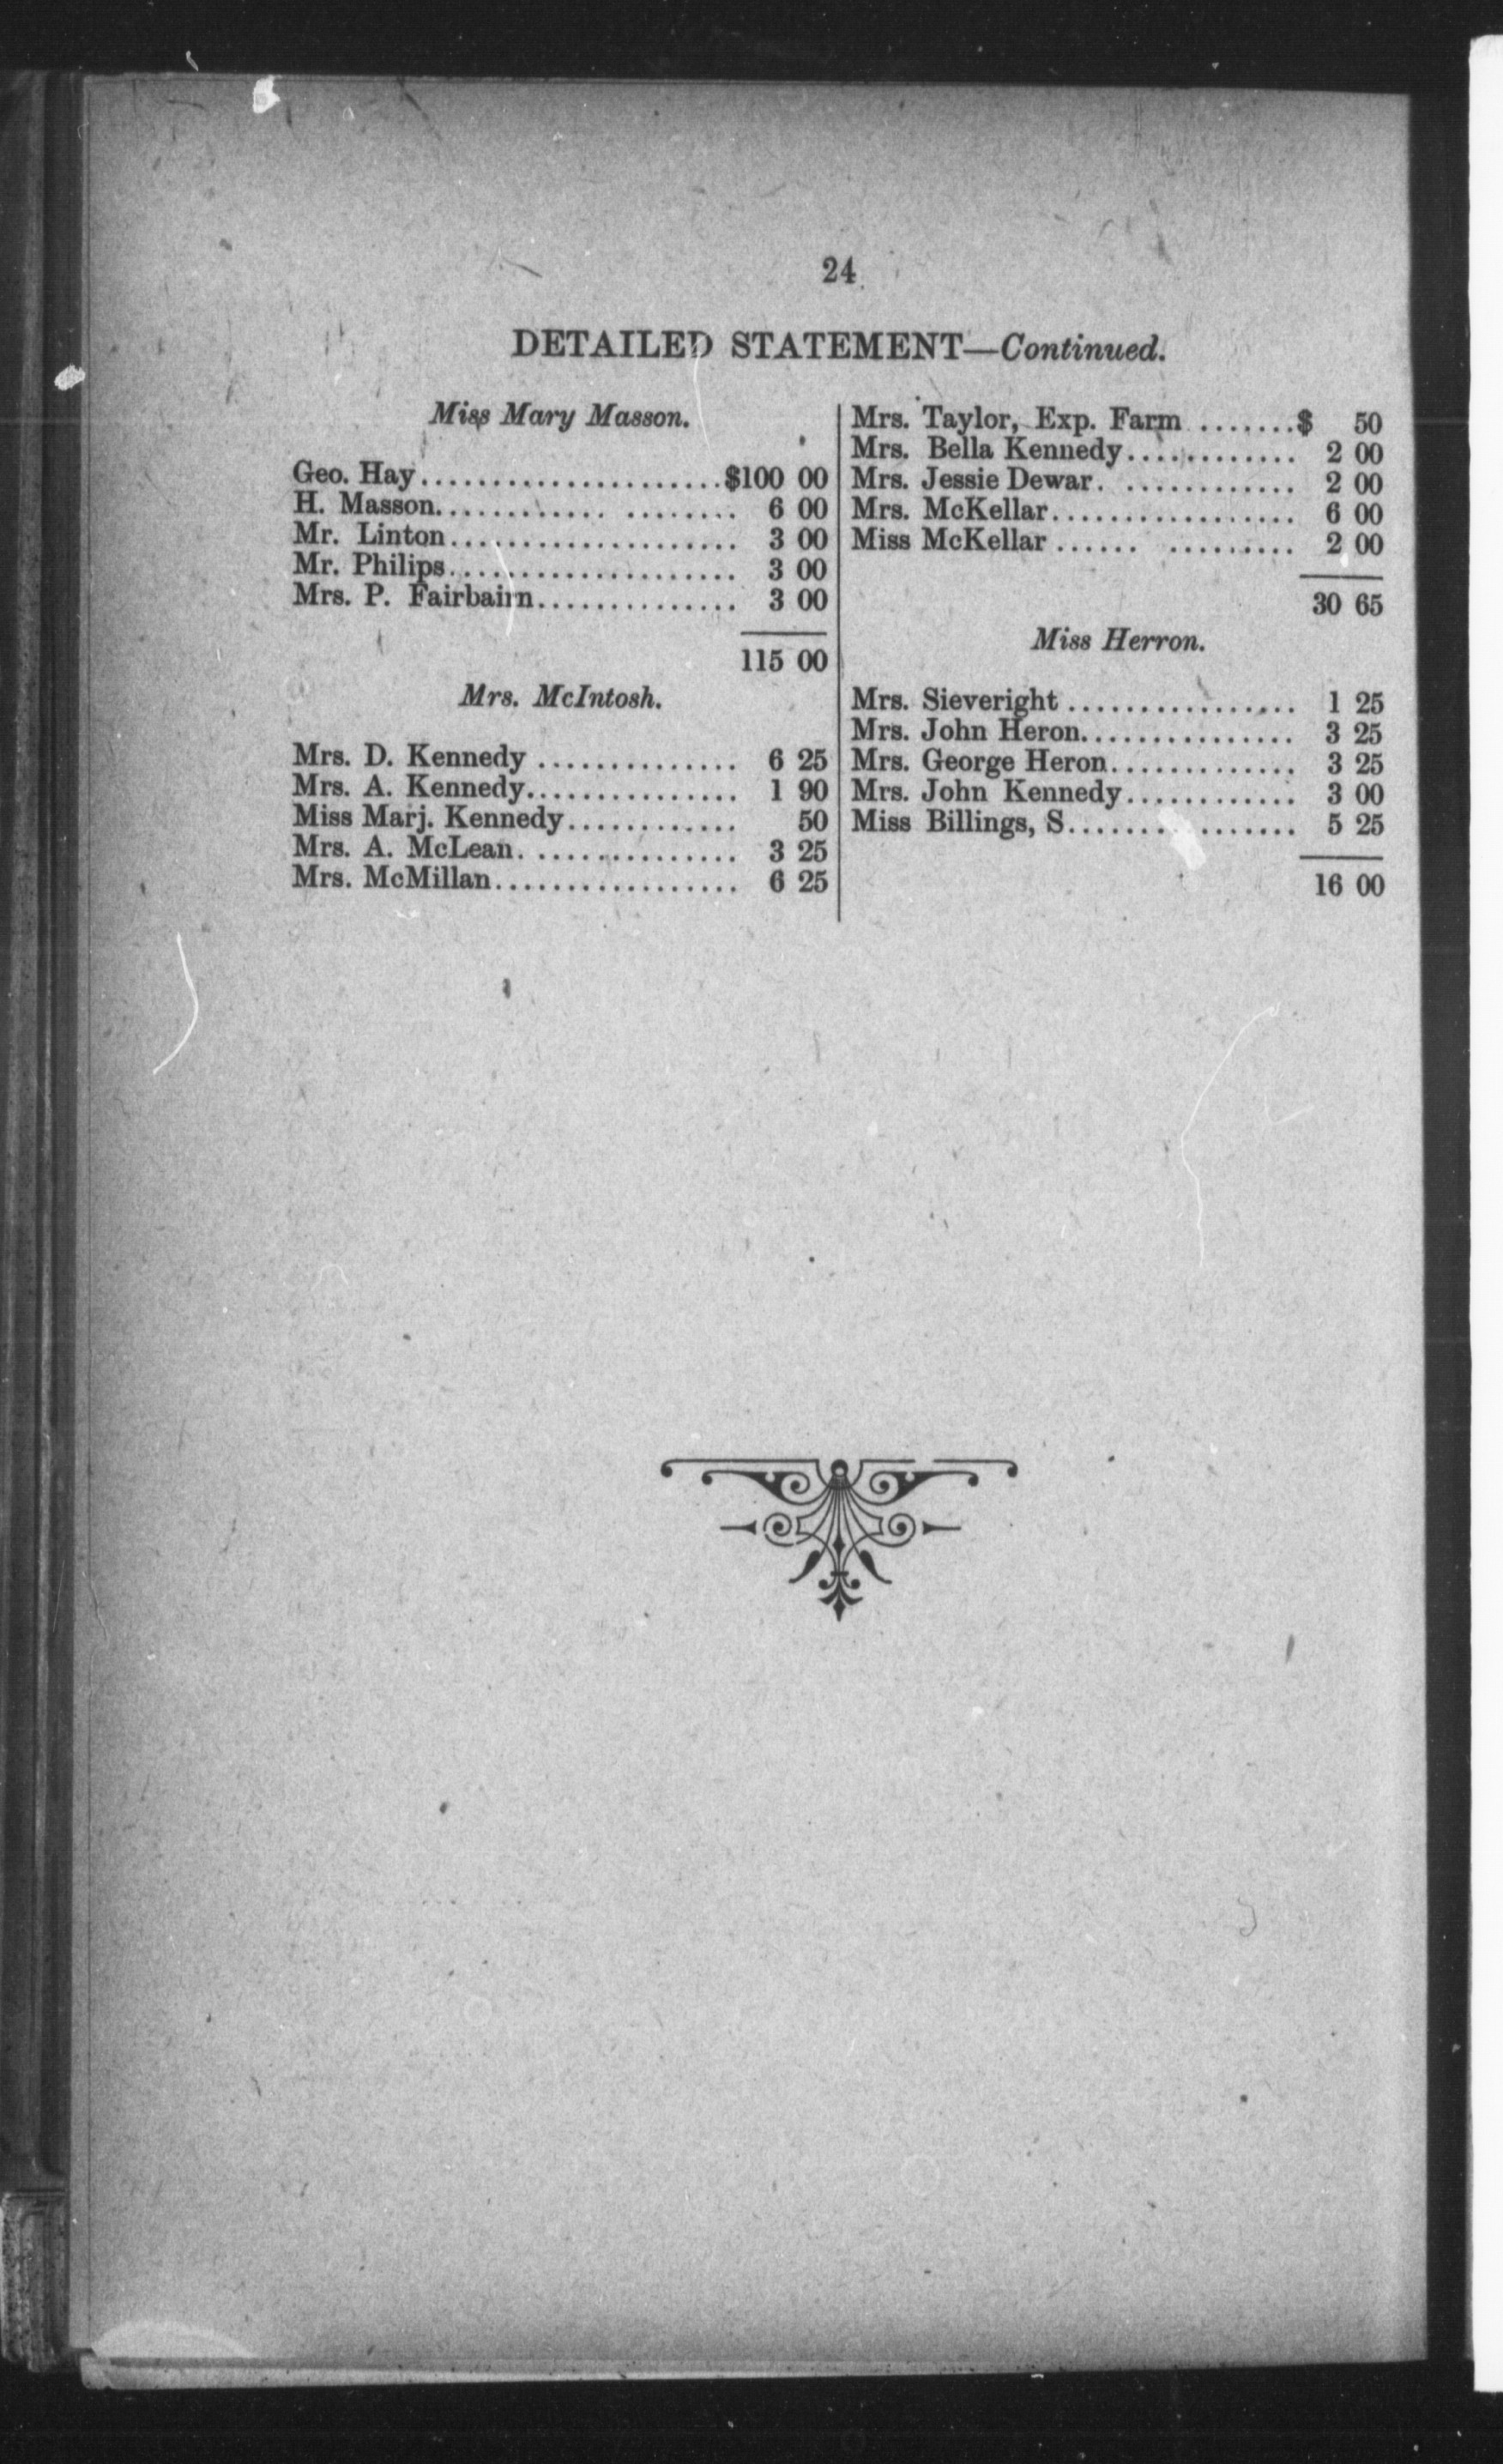 24
DETAILED STATEMENT—Continued.
Miss Mary Masson.
Geo. Hay.....................$100 00
H. Masson............ ........ 6 00
Mr. Linton.................... 3 00
Mr. Philips.................... 3 00
Mrs. P. Fairbairn.............. 3 00
115 00
Mrs. McIntosh.
Mrs. D. Kennedy .............. 6 25
Mrs. A. Kennedy............... 1 90
Miss Marj. Kennedy............ 50
Mrs. A. McLean. .............. 3 25
Mrs. McMillan................. 6 25
Mrs. Taylor, Exp. Farm .......$ 50
Mrs. Bella Kennedy............ 2 00
Mrs. Jessie Dewar. ............ 2 00
Mrs. McKellar................. 6 00
Miss McKellar ...... ......... 2 00
30 65
Miss Herron.
Mrs. Sieveright ................ 1 25
Mrs. John Heron............... 3 25
Mrs. George Heron............. 3 25
Mrs. John Kennedy............ 3 00
Miss Billings, S................ 5 25
16 00